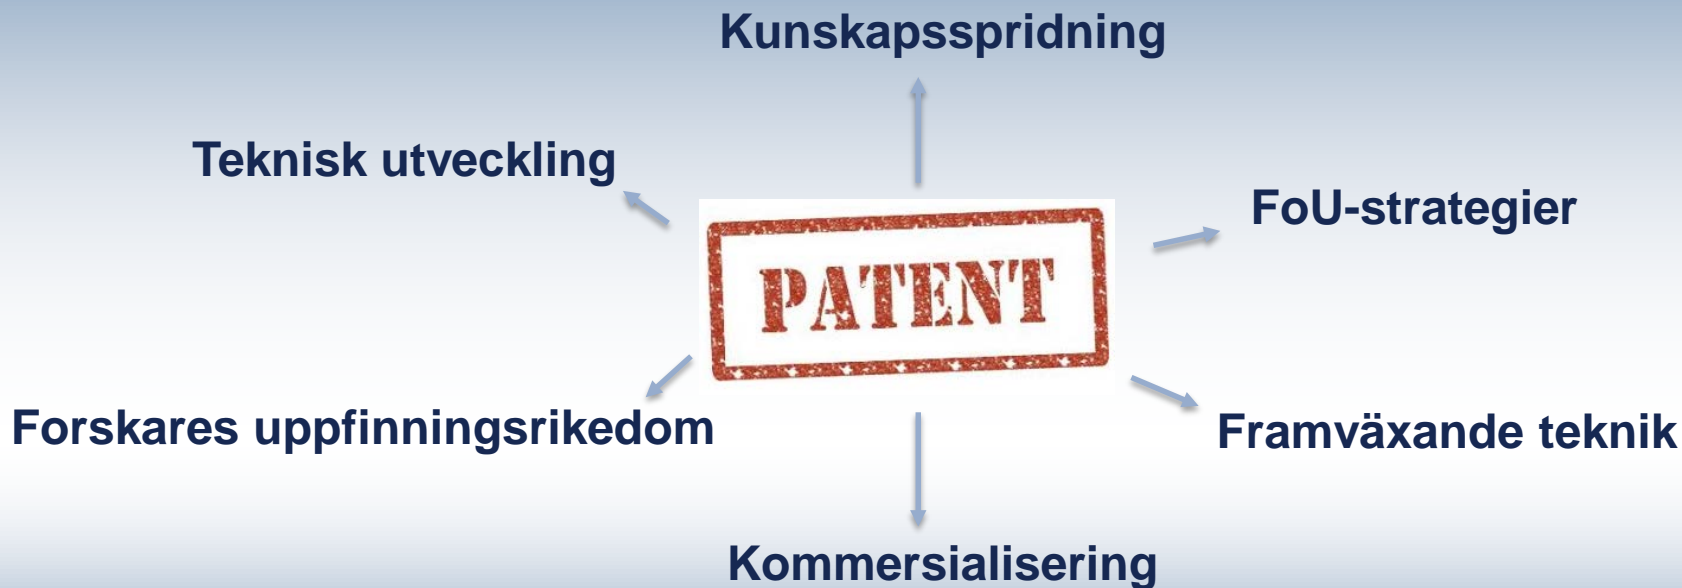 Kunskapsspridning
Teknisk utveckling
FoU-strategier
PATENT
Forskares uppfinningsrikedom
Framväxande teknik
Kommersialisering